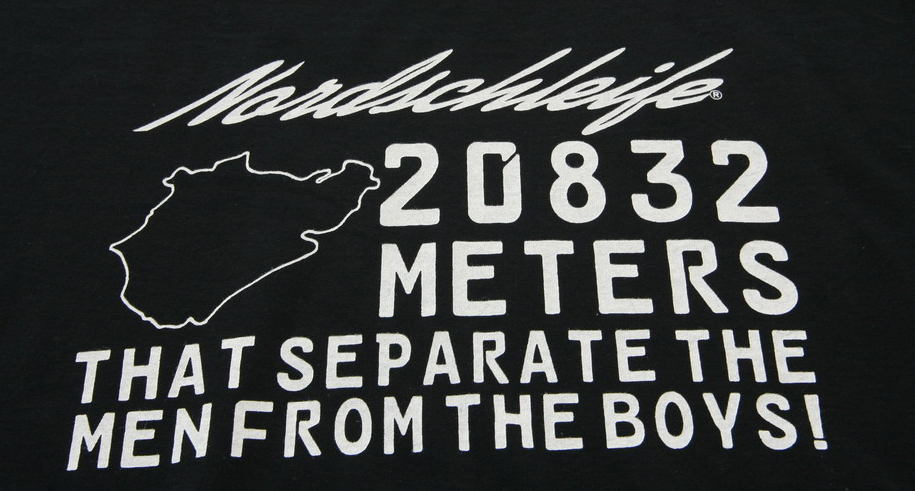 Nordschleife®
20832
METERS
THAT SEPARATE THE
MEN FROM THE BOYS!